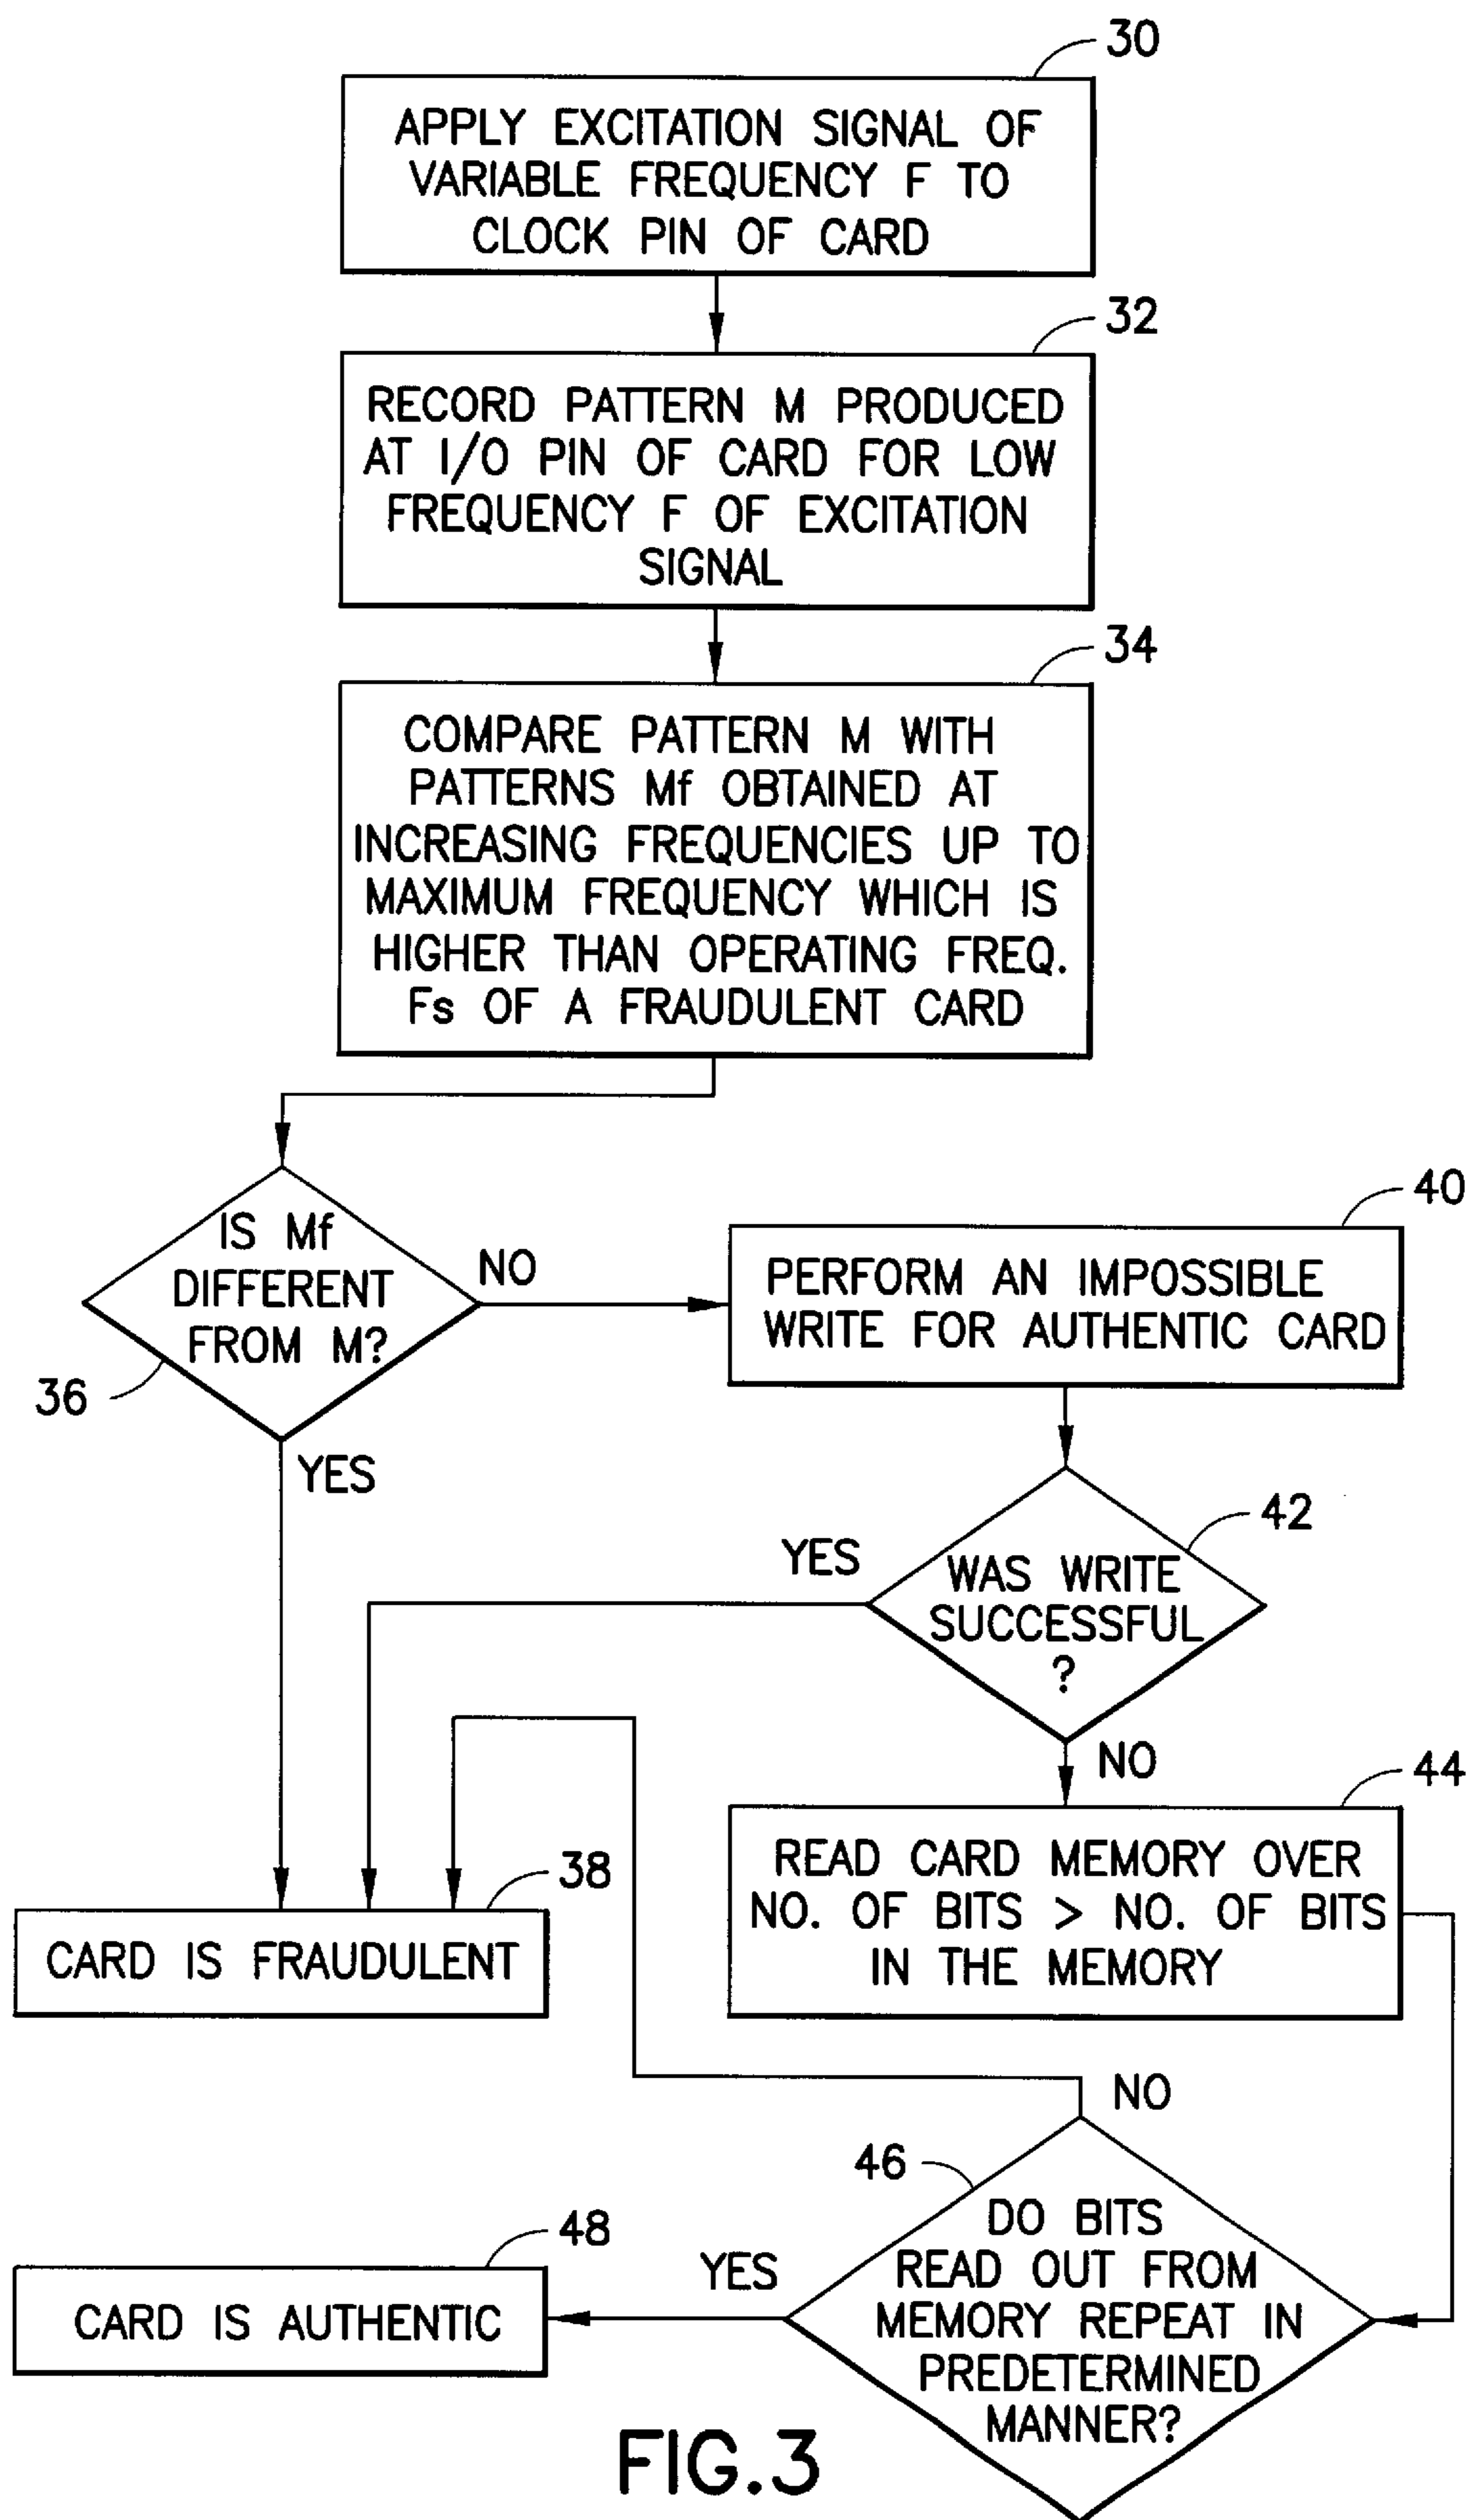 30
APPLY EXCITATION SIGNAL OF
VARIABLE FREQUENCY F TO
CLOCK PIN OF CARD
32
RECORD PATTERN M PRODUCED
AT I/O PIN OF CARD FOR LOW
FREQUENCY F OF EXCITATION
SIGNAL
34
COMPARE PATTERN M WITH
PATTERNS Mf OBTAINED AT
INCREASING FREQUENCIES UP TO
MAXIMUM FREQUENCY WHICH IS
HIGHER THAN OPERATING FREQ.
Fs OF A FRAUDULENT CARD
IS Mf
DIFFERENT
FROM M?
36
NO
YES
40
PERFORM AN IMPOSSIBLE
WRITE FOR AUTHENTIC CARD
42
WAS WRITE
SUCCESSFUL
?
YES
NO
44
READ CARD MEMORY OVER
NO. OF BITS > NO. OF BITS
IN THE MEMORY
38
CARD IS FRAUDULENT
NO
46
DO BITS
READ OUT FROM
MEMORY REPEAT IN
PREDETERMINED
MANNER?
YES
48
CARD IS AUTHENTIC
FIG.3